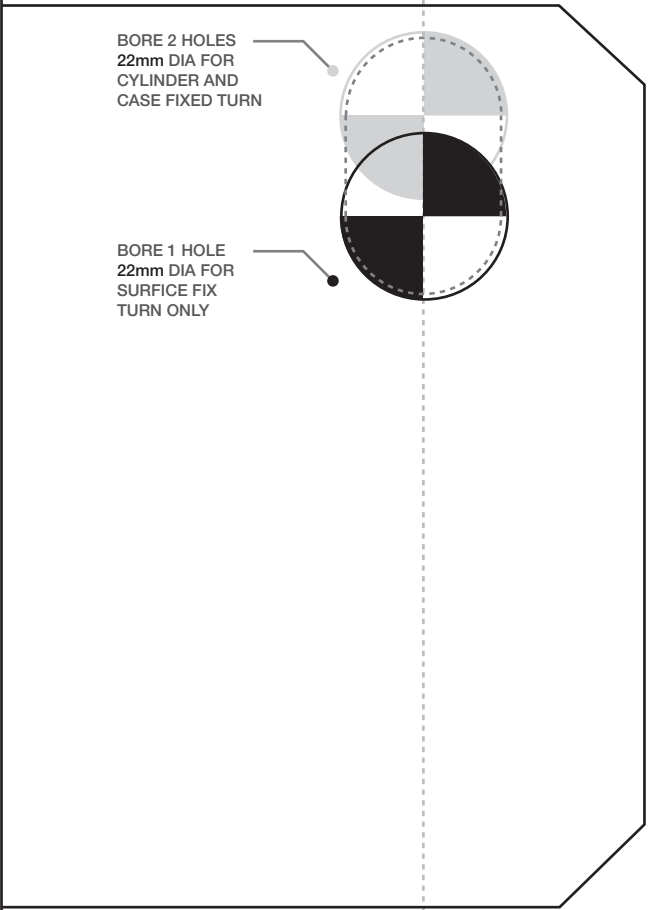 BORE 2 HOLES
22mm DIA FOR
CYLINDER AND
CASE FIXED TURN
BORE 1 HOLE
22mm DIA FOR
SURFICE FIX
TURN ONLY